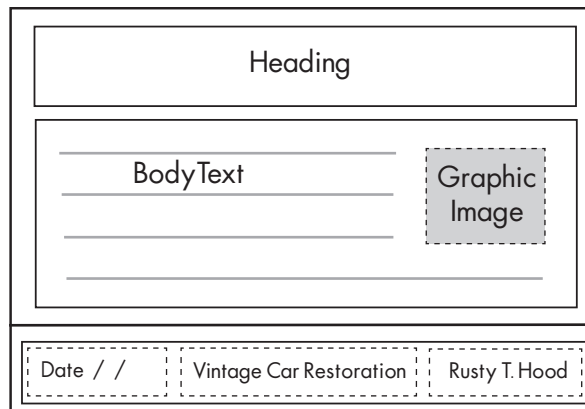 Heading
BodyText
Graphic
Image
Date / /
Vintage Car Restoration
Rusty T. Hood